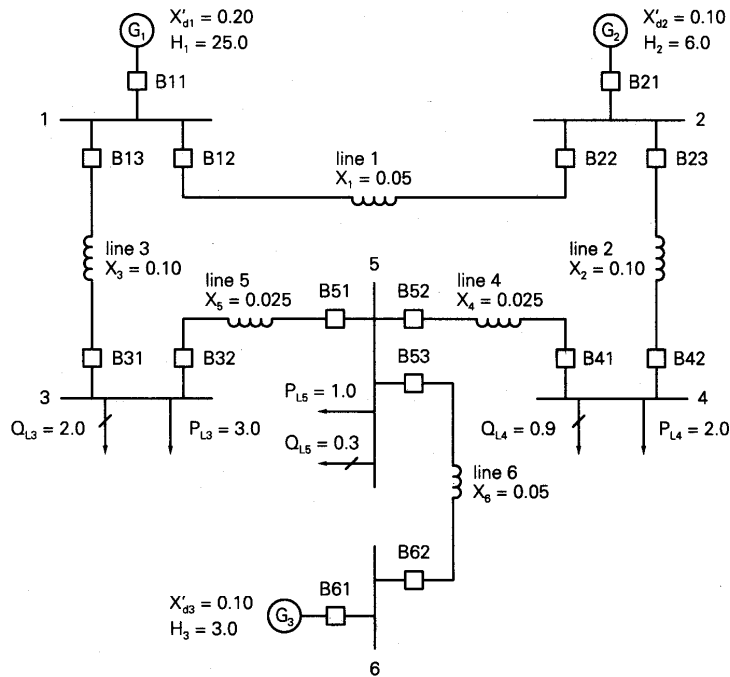 G₁
X'd1 = 0.20
H₁ = 25.0
B11
1
B13
B12
G₂
X'd2 = 0.10
H₂ = 6.0
B21
2
B22
B23
line 1
X₁ = 0.05
line 3
X₃ = 0.10
line 2
X₂ = 0.10
line 5
X₅ = 0.025
5
B51
B52
line 4
X₄ = 0.025
B31
B32
B53
B41
B42
3
QL3 = 2.0
PL3 = 3.0
PL5 = 1.0
QL5 = 0.3
4
QL4 = 0.9
PL4 = 2.0
line 6
X₆ = 0.05
B62
X'd3 = 0.10
H₃ = 3.0
G₃
B61
6